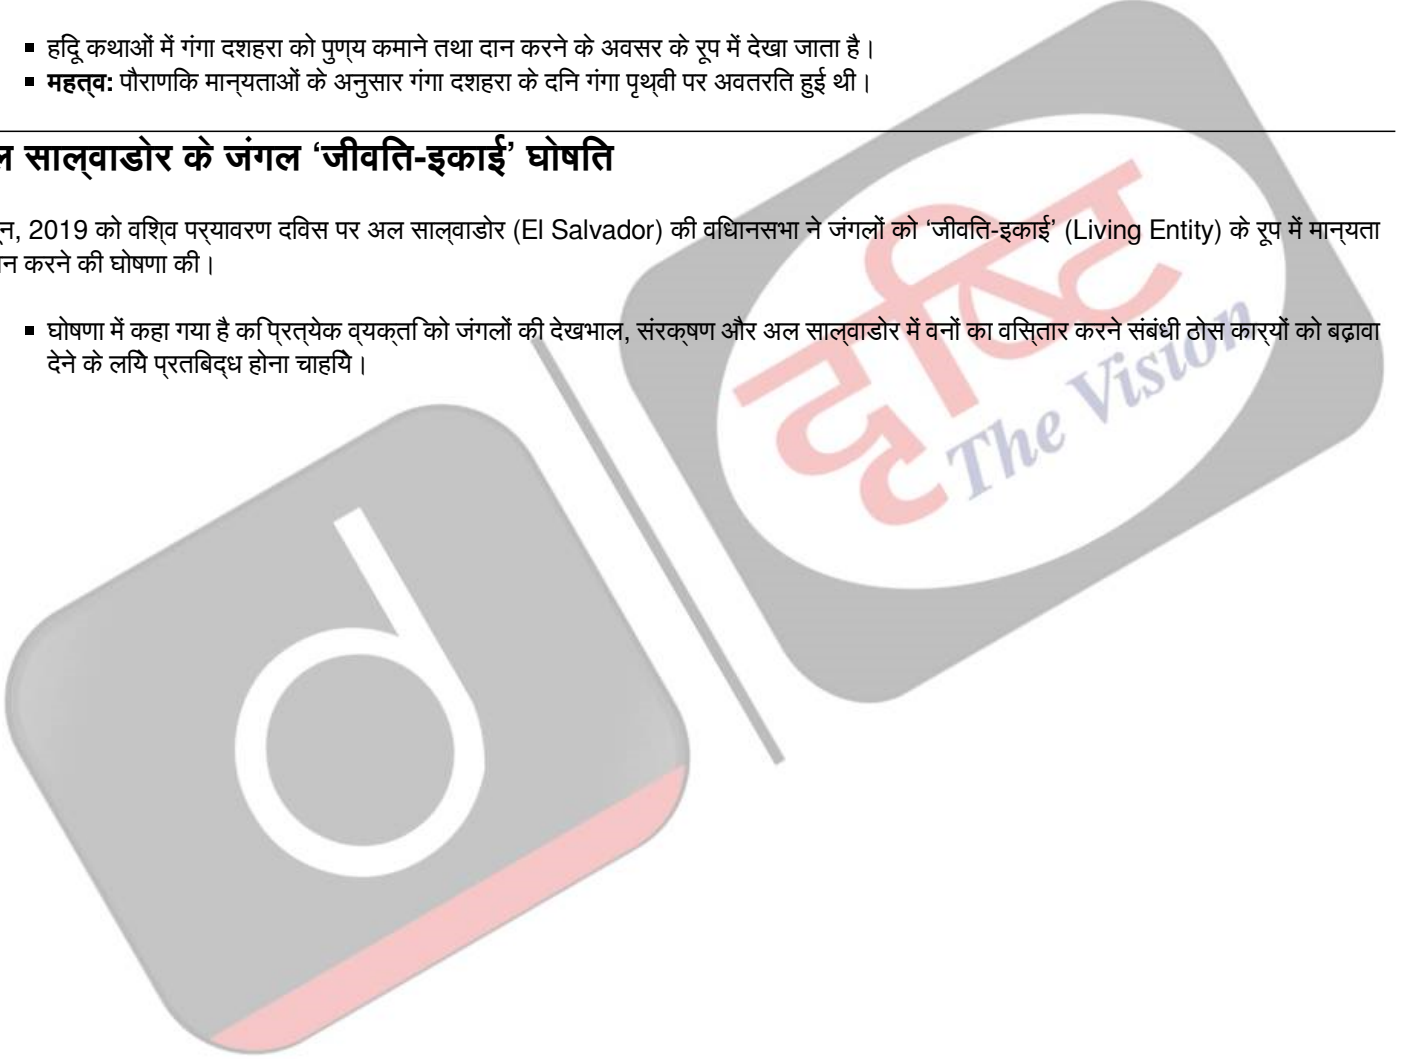 ▪ हिंदू कथाओं में गंगा दशहरा को पुण्य कमाने तथा दान करने के अवसर के रूप में देखा जाता है।
▪ महत्व: पौराणिक मान्यताओं के अनुसार गंगा दशहरा के दिन गंगा पृथ्वी पर अवतरित हुई थी।
ल साल्वाडोर के जंगल ‘जीवित-इकाई’ घोषित
न, 2019 को विश्व पर्यावरण दिवस पर अल साल्वाडोर (El Salvador) की विधानसभा ने जंगलों को ‘जीवित-इकाई’ (Living Entity) के रूप में मान्यता
न करने की घोषणा की।
▪ घोषणा में कहा गया है कि प्रत्येक व्यक्ति को जंगलों की देखभाल, संरक्षण और अल साल्वाडोर में वनों का विस्तार करने संबंधी ठोस कार्यों को बढ़ावा
देने के लिये प्रतिबद्ध होना चाहिये।
दृष्टि
The Vision
d